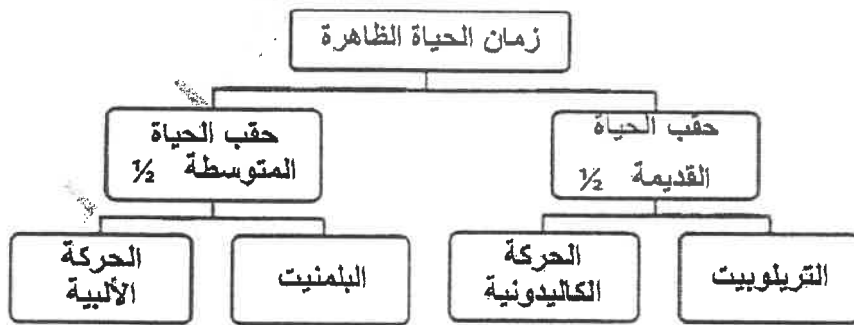 زمان الحياة الظاهرة
حقب الحياة
القديمة ½
حقب الحياة
المتوسطة ½
التريلوبيت
الحركة
الكاليدونية
البلمنيت
الحركة
الألبية